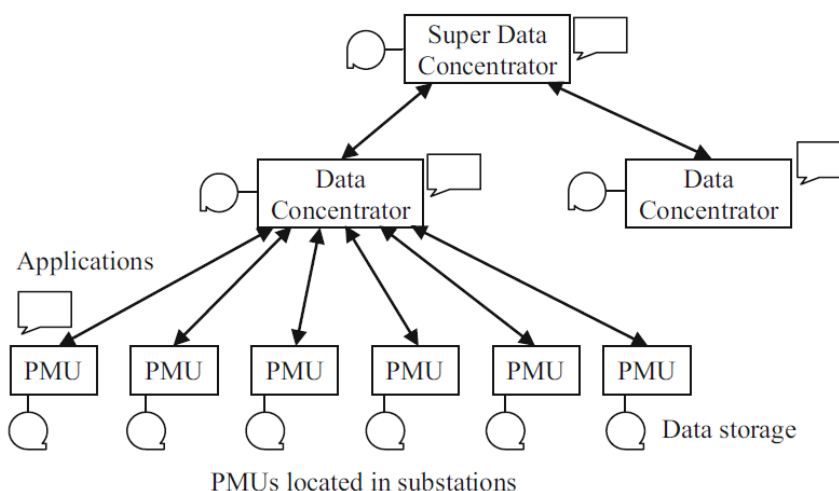 Super Data
Concentrator
Data
Concentrator
Data
Concentrator
Applications
PMU
PMU
PMU
PMU
PMU
PMU
Data storage
PMUs located in substations